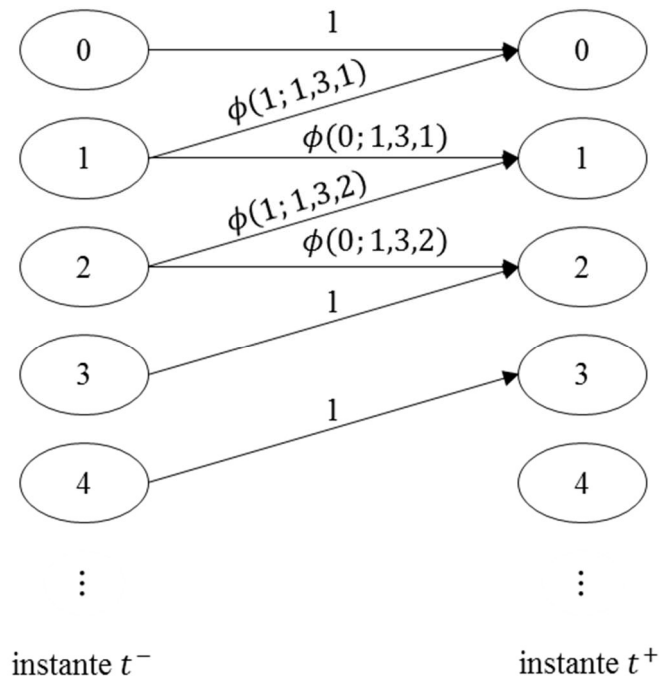 1
0 0
ϕ(1; 1,3,1)
ϕ(0; 1,3,1)
1 1
ϕ(1; 1,3,2)
ϕ(0; 1,3,2)
2 2
1
3 3
1
4 4
⋮ ⋮
instante t⁻ instante t⁺